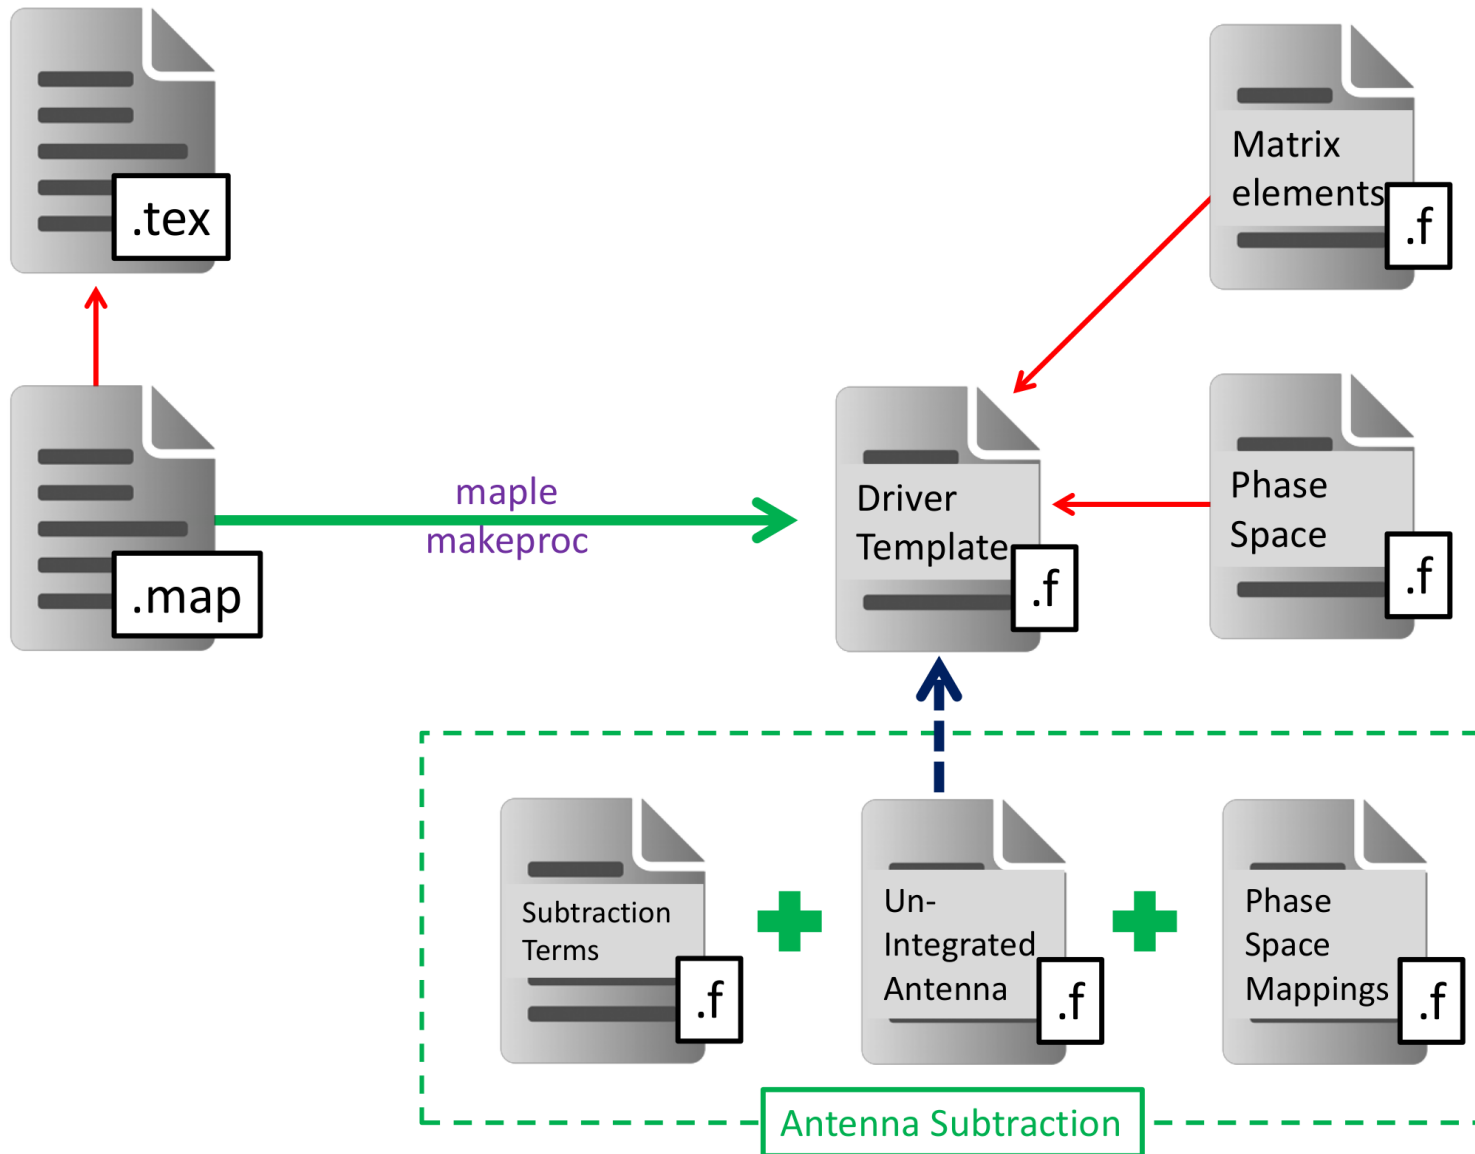 .tex
Matrix
elements
.f
.map
maple
makeproc
Driver
Template
.f
Phase
Space
.f
Subtraction
Terms
.f
Un-
Integrated
Antenna
.f
Phase
Space
Mappings
.f
Antenna Subtraction